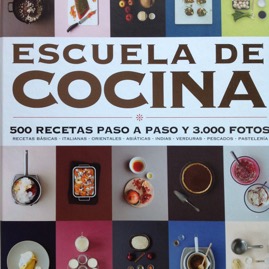 ESCUELA DE
COCINA
500 RECETAS PASO A PASO Y 3.000 FOTOS
RECETAS BÁSICAS · ITALIANAS · ORIENTALES · ASIÁTICAS · INDIAS · VERDURAS · PESCADOS · PASTELERÍA